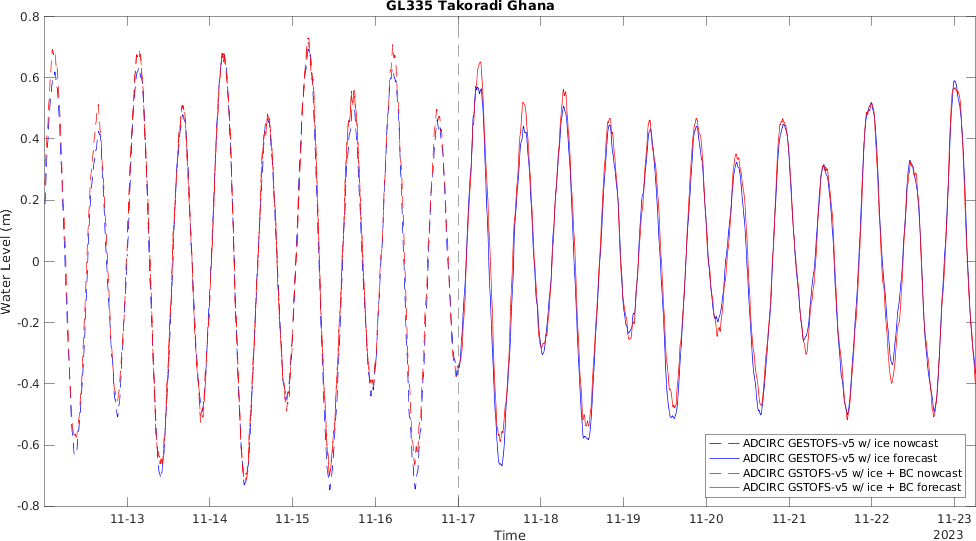 GL335 Takoradi Ghana
0.8
0.6
0.4
0.2
0
-0.2
-0.4
-0.6
-0.8
Water Level (m)
ADCIRC GESTOFS-v5 w/ ice nowcast
ADCIRC GESTOFS-v5 w/ ice forecast
ADCIRC GSTOFS-v5 w/ ice + BC nowcast
ADCIRC GSTOFS-v5 w/ ice + BC forecast
11-13 11-14 11-15 11-16 11-17 11-18 11-19 11-20 11-21 11-22 11-23
Time
2023